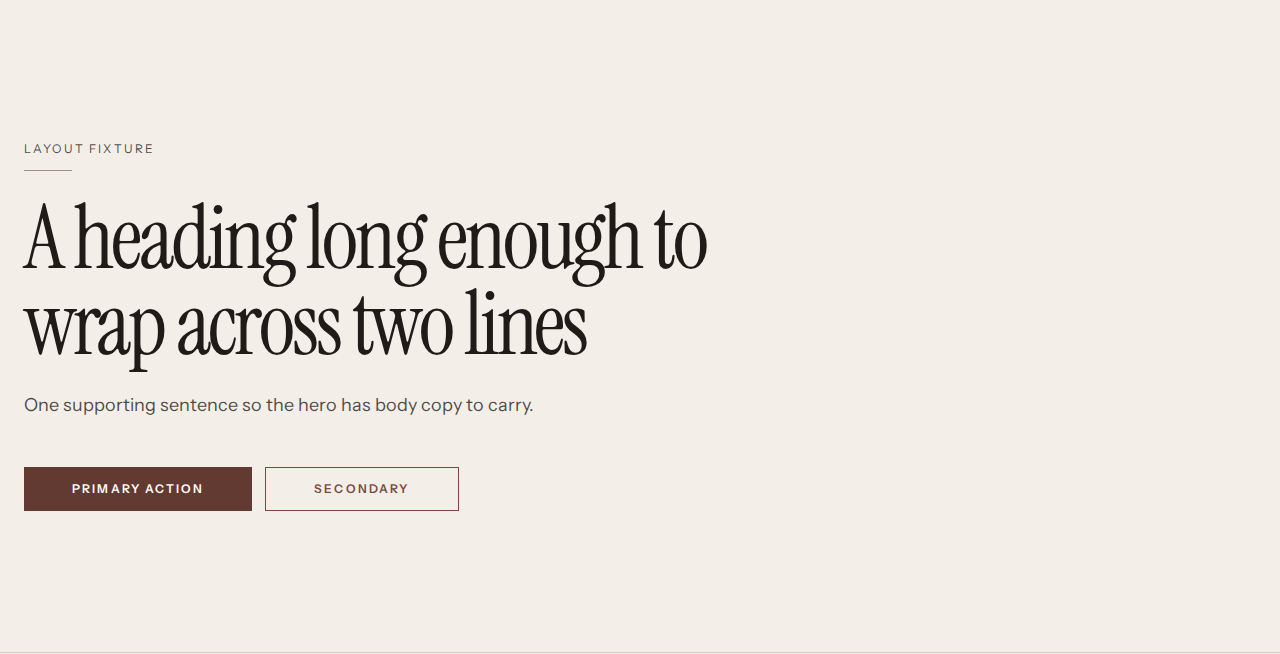 LAYOUT FIXTURE
A heading long enough to
wrap across two lines
One supporting sentence so the hero has body copy to carry.
PRIMARY ACTION
SECONDARY